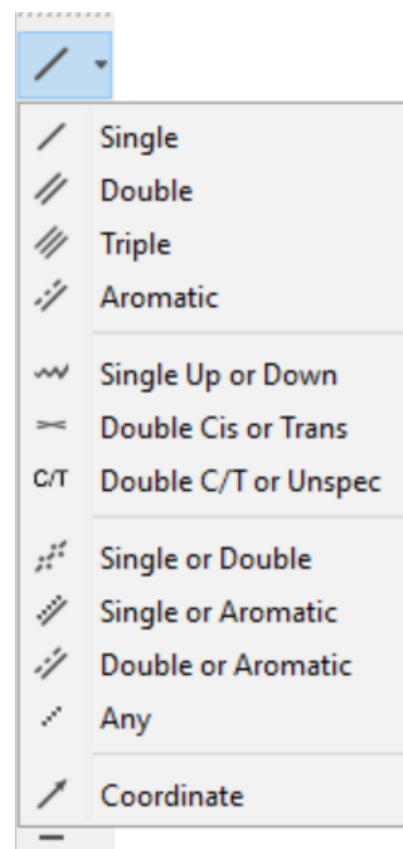 Single
Double
Triple
Aromatic
Single Up or Down
Double Cis or Trans
C/T Double C/T or Unspec
Single or Double
Single or Aromatic
Double or Aromatic
Any
Coordinate